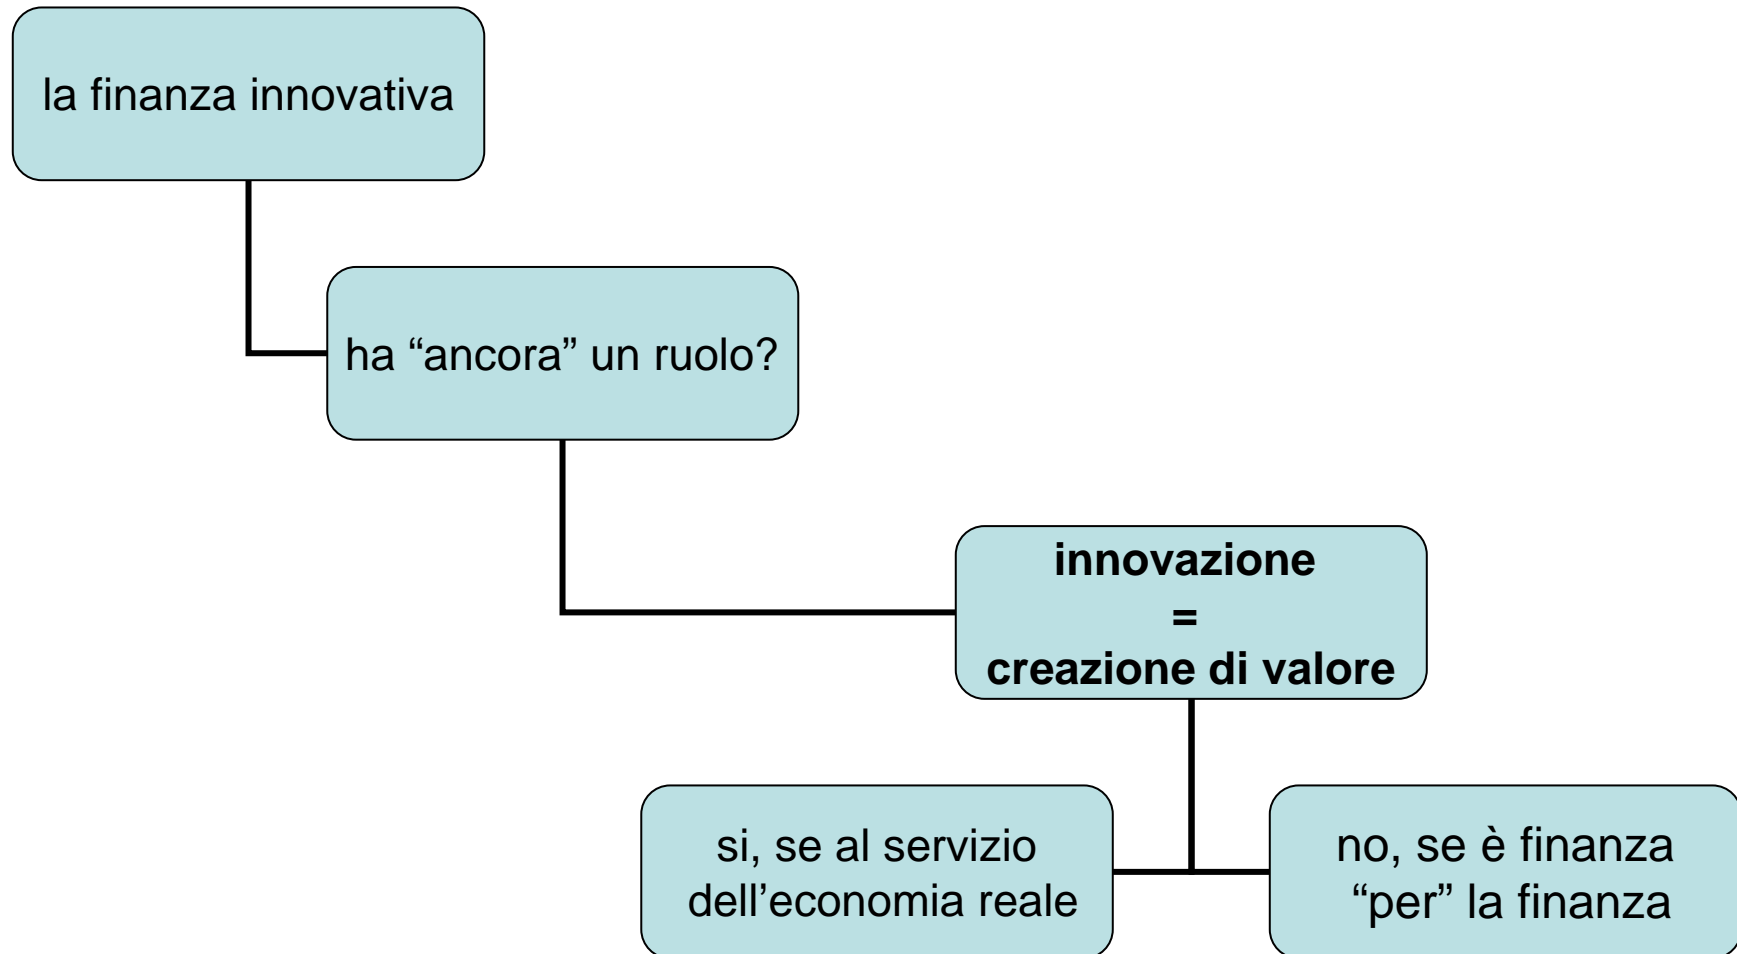 la finanza innovativa
ha “ancora” un ruolo?
innovazione
=
creazione di valore
si, se al servizio
dell’economia reale
no, se è finanza
“per” la finanza